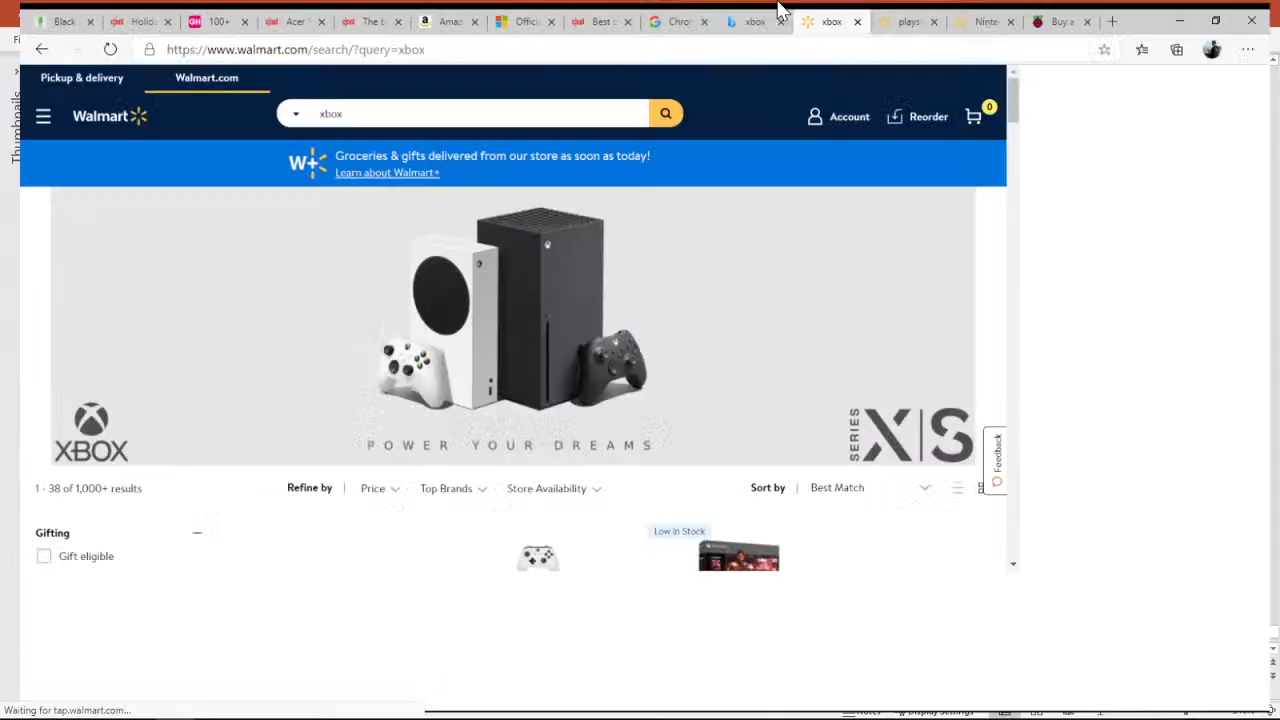 Black
Holida
100+
Acer S
The b
Amaz
Offici
Best c
Chro
xbox
xbox
plays
Ninte
Buy a
https://www.walmart.com/search/?query=xbox
Pickup & delivery
Walmart.com
Walmart
xbox
Account
Reorder
0
W+
Groceries & gifts delivered from our store as soon as today!
Learn about Walmart+
XBOX
POWER YOUR DREAMS
SERIES X|S
Feedback
1 - 38 of 1,000+ results
Refine by | Price Top Brands Store Availability
Sort by | Best Match
Gifting
Low in Stock
Gift eligible
Waiting for tap.walmart.com...
Display Settings